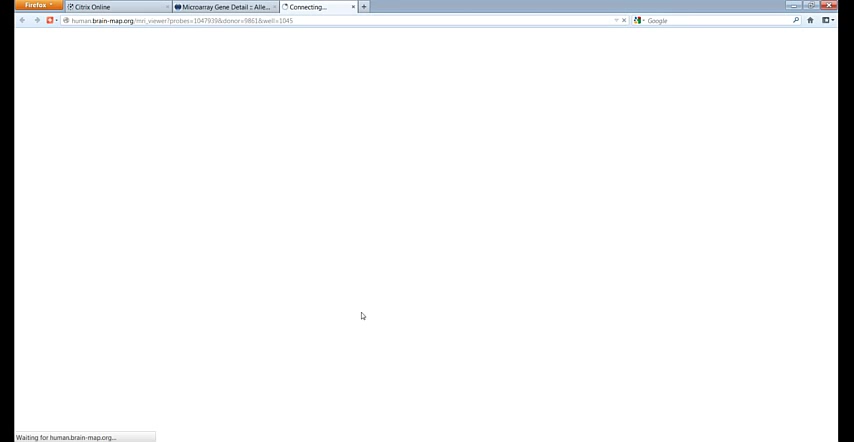 Firefox
Citrix Online
Microarray Gene Detail :: Alle...
Connecting...
human.brain-map.org/mri_viewer?probes=1047939&donor=9861&well=1045
Google
Waiting for human.brain-map.org...